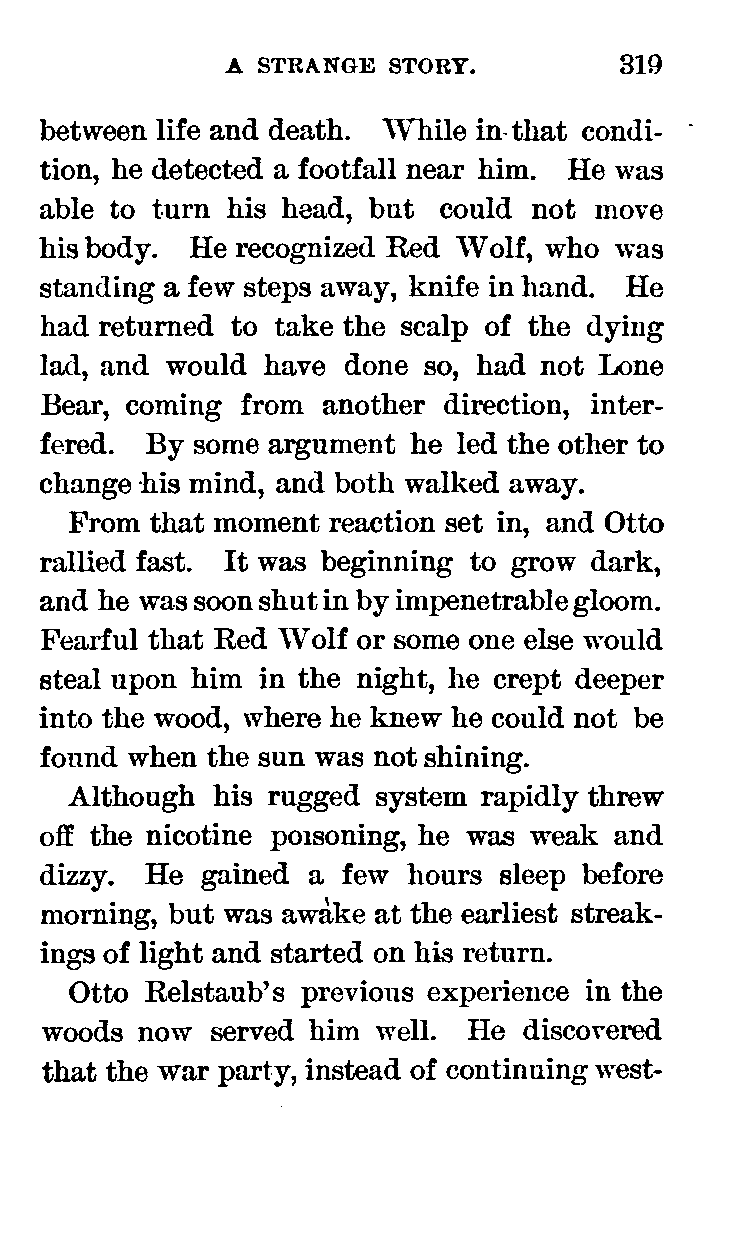 A STRANGE STORY. 319
between life and death. While in that condi-
tion, he detected a footfall near him. He was
able to turn his head, but could not move
his body. He recognized Red Wolf, who was
standing a few steps away, knife in hand. He
had returned to take the scalp of the dying
lad, and would have done so, had not Lone
Bear, coming from another direction, inter-
fered. By some argument he led the other to
change his mind, and both walked away.
From that moment reaction set in, and Otto
rallied fast. It was beginning to grow dark,
and he was soon shut in by impenetrable gloom.
Fearful that Red Wolf or some one else would
steal upon him in the night, he crept deeper
into the wood, where he knew he could not be
found when the sun was not shining.
Although his rugged system rapidly threw
off the nicotine poisoning, he was weak and
dizzy. He gained a few hours sleep before
morning, but was awake at the earliest streak-
ings of light and started on his return.
Otto Relstaub's previous experience in the
woods now served him well. He discovered
that the war party, instead of continuing west-